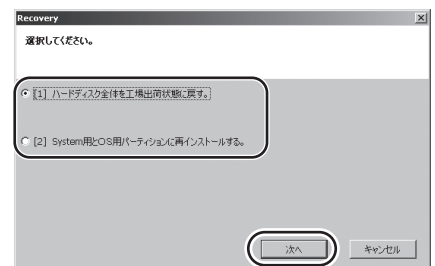 Recovery
選択してください。
[1] ハードディスク全体を工場出荷状態に戻す。
[2] System用とOS用パーティションに再インストールする。
次へ
キャンセル